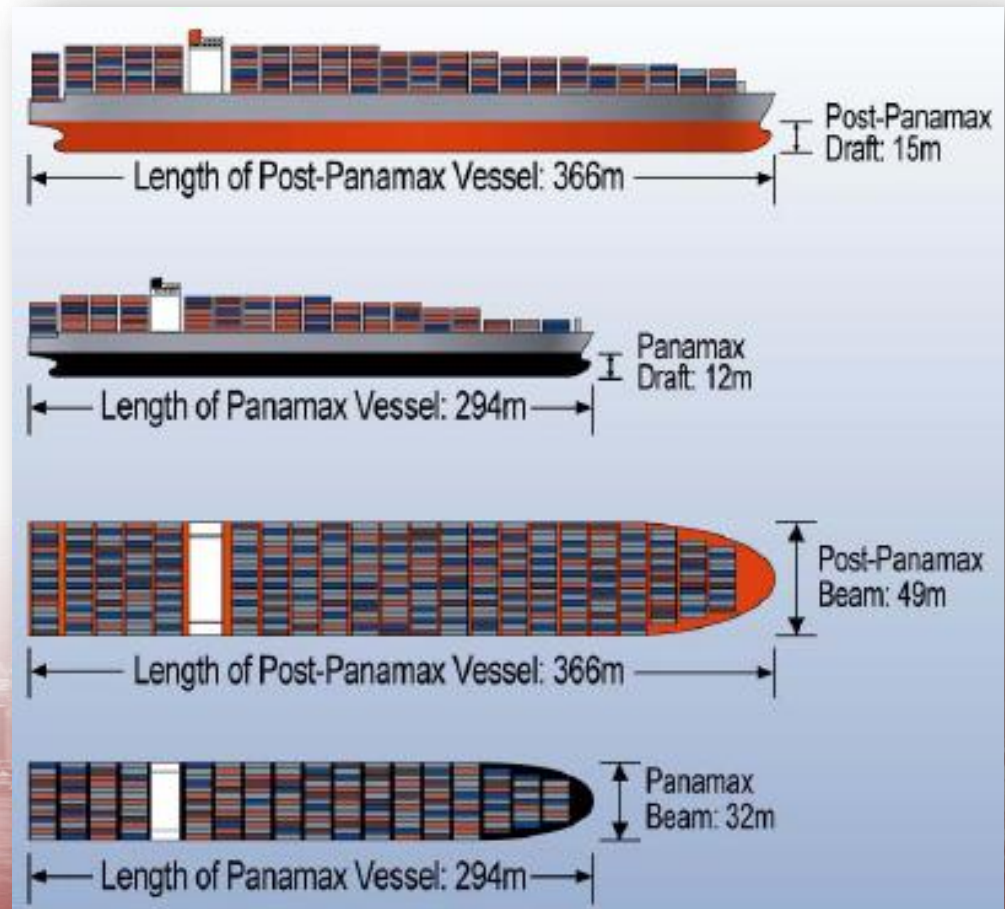 Post-Panamax
Draft: 15m
Length of Post-Panamax Vessel: 366m
Panamax
Draft: 12m
Length of Panamax Vessel: 294m
Post-Panamax
Beam: 49m
Length of Post-Panamax Vessel: 366m
Panamax
Beam: 32m
Length of Panamax Vessel: 294m